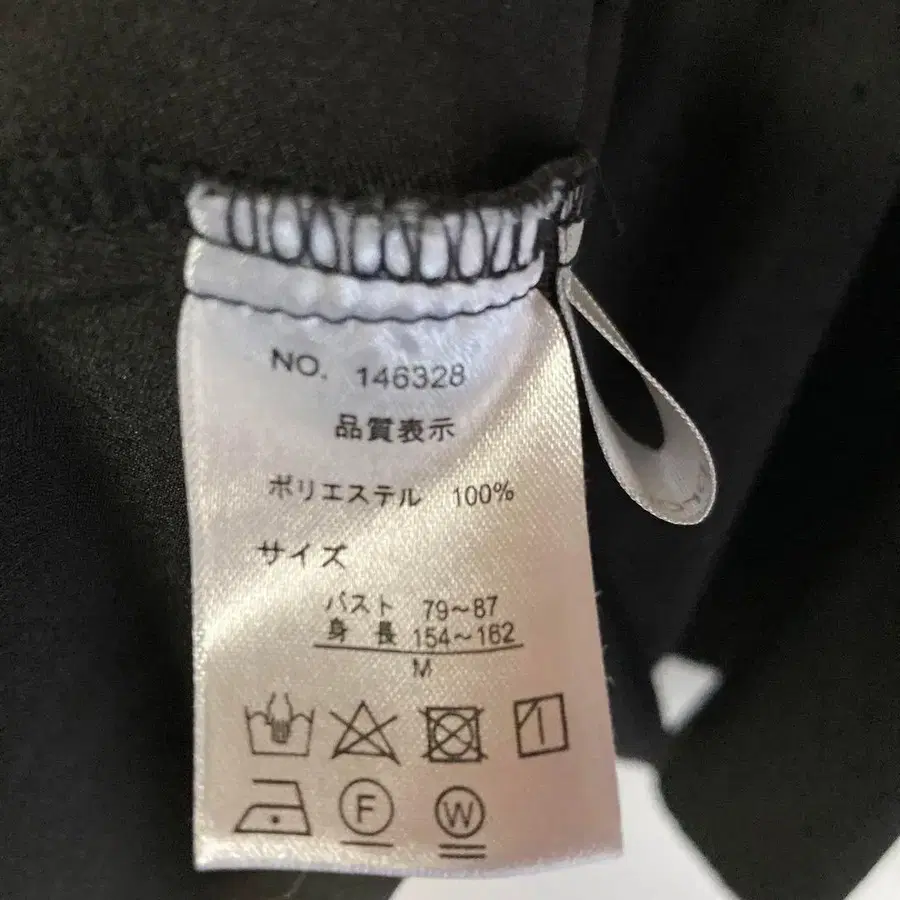 NO. 146328
品質表示
ポリエステル 100%
サイズ
バスト 79～87
身 長 154～162
M
F
W